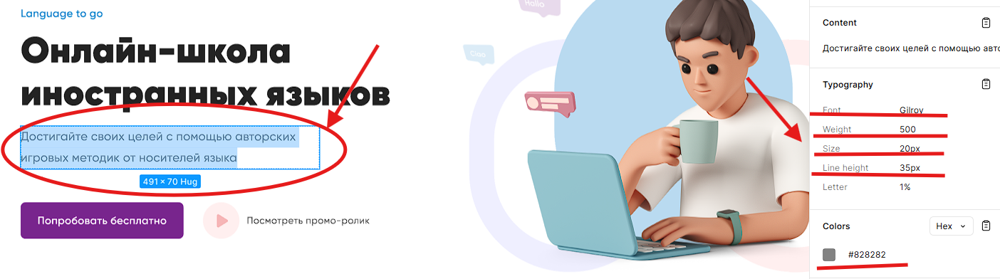 Language to go
Онлайн-школа
иностранных языков
Достигайте своих целей с помощью авторских
игровых методик от носителей языка
491 × 70 Hug
Попробовать бесплатно
Посмотреть промо-ролик
Hallo
Ciao
Content
Достигайте своих целей с помощью авто
Typography
Font Gilroy
Weight 500
Size 20px
Line height 35px
Letter 1%
Colors Hex
#828282